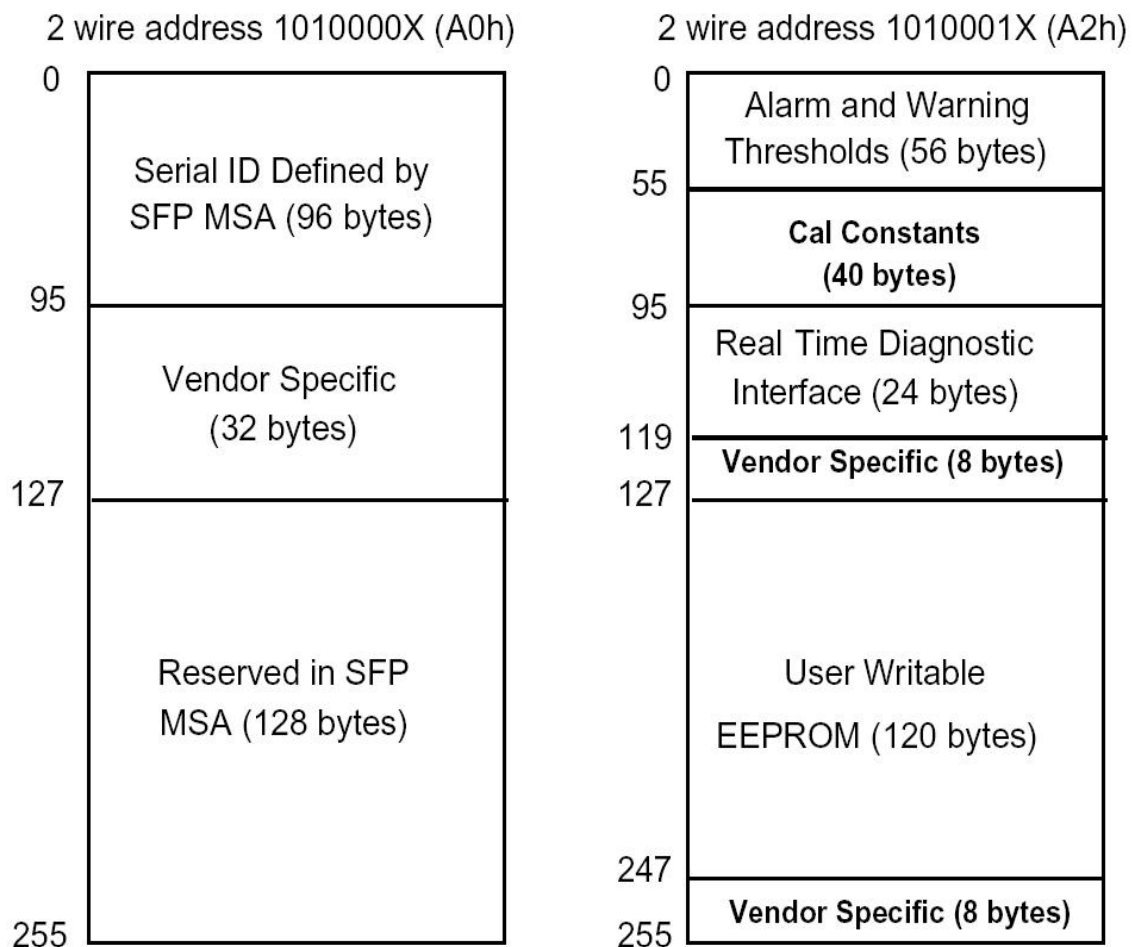 2 wire address 1010000X (A0h)
0
Serial ID Defined by
SFP MSA (96 bytes)
95
Vendor Specific
(32 bytes)
127
Reserved in SFP
MSA (128 bytes)
255
2 wire address 1010001X (A2h)
0
Alarm and Warning
Thresholds (56 bytes)
55
Cal Constants
(40 bytes)
95
Real Time Diagnostic
Interface (24 bytes)
119
Vendor Specific (8 bytes)
127
User Writable
EEPROM (120 bytes)
247
Vendor Specific (8 bytes)
255